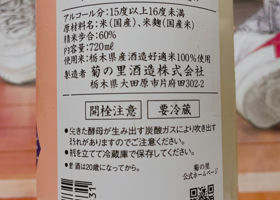 アルコール分:15度以上16度未満
原材料名:米(国産)、米麹(国産米)
精米歩合:60%
内容量:720㎖
使用米:栃木県産酒造好適米100%使用
製造者 菊の里酒造株式会社
栃木県大田原市片府田302-2
開栓注意 要冷蔵
●生きた酵母が生み出す炭酸ガスにより吹き出す
それがありますのでご注意ください。
●瓶を立てて冷蔵庫で保存してください。
●お酒は20歳になってから。
菊の里
公式ホームページ